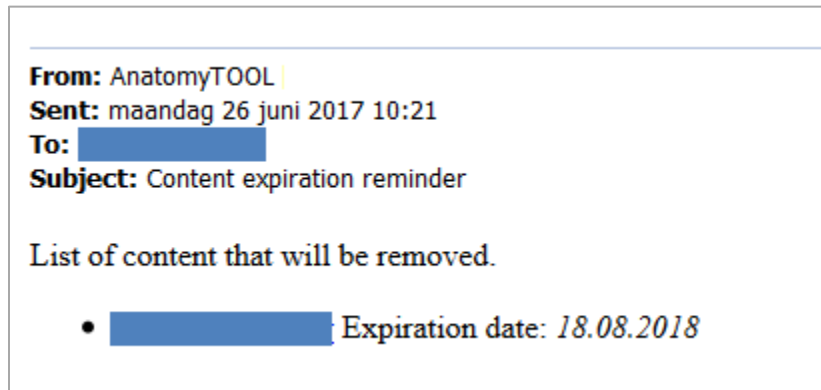 From: AnatomyTOOL
Sent: maandag 26 juni 2017 10:21
To:
Subject: Content expiration reminder
List of content that will be removed.
• Expiration date: 18.08.2018